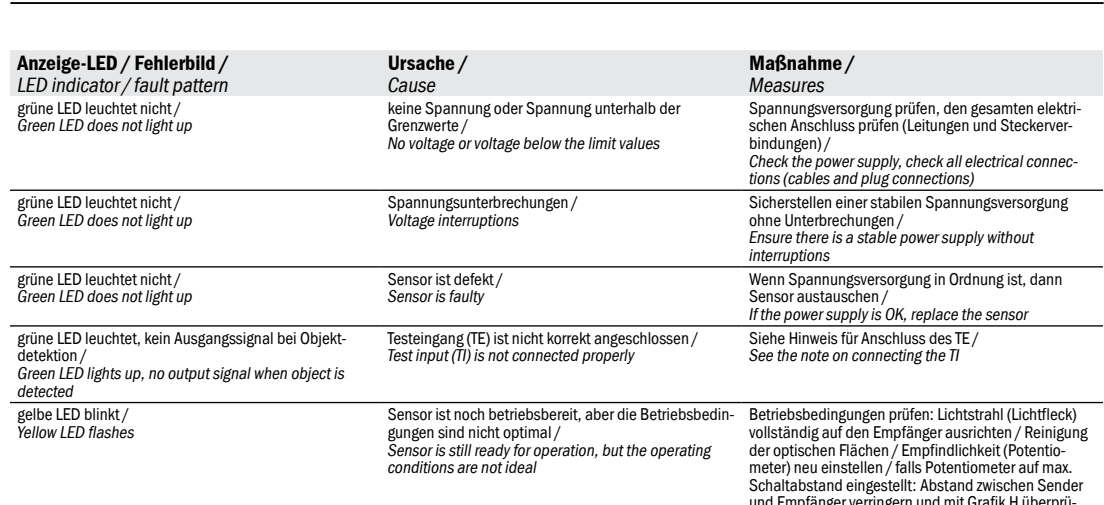 Anzeige-LED / Fehlerbild /
LED indicator / fault pattern
Ursache /
Cause
Maßnahme /
Measures
grüne LED leuchtet nicht /
Green LED does not light up
keine Spannung oder Spannung unterhalb der
Grenzwerte /
No voltage or voltage below the limit values
Spannungsversorgung prüfen, den gesamten elektri-
schen Anschluss prüfen (Leitungen und Steckerver-
bindungen) /
Check the power supply, check all electrical connec-
tions (cables and plug connections)
grüne LED leuchtet nicht /
Green LED does not light up
Spannungsunterbrechungen /
Voltage interruptions
Sicherstellen einer stabilen Spannungsversorgung
ohne Unterbrechungen /
Ensure there is a stable power supply without
interruptions
grüne LED leuchtet nicht /
Green LED does not light up
Sensor ist defekt /
Sensor is faulty
Wenn Spannungsversorgung in Ordnung ist, dann
Sensor austauschen /
If the power supply is OK, replace the sensor
grüne LED leuchtet, kein Ausgangssignal bei Objekt-
detektion /
Green LED lights up, no output signal when object is
detected
Testeingang (TE) ist nicht korrekt angeschlossen /
Test input (TI) is not connected properly
Siehe Hinweis für Anschluss des TE /
See the note on connecting the TI
gelbe LED blinkt /
Yellow LED flashes
Sensor ist noch betriebsbereit, aber die Betriebsbedin-
gungen sind nicht optimal /
Sensor is still ready for operation, but the operating
conditions are not ideal
Betriebsbedingungen prüfen: Lichtstrahl (Lichtfleck)
vollständig auf den Empfänger ausrichten / Reinigung
der optischen Flächen / Empfindlichkeit (Potentio-
meter) neu einstellen / falls Potentiometer auf max.
Schaltabstand eingestellt: Abstand zwischen Sender
und Empfänger verringern und mit Grafik H überprü-